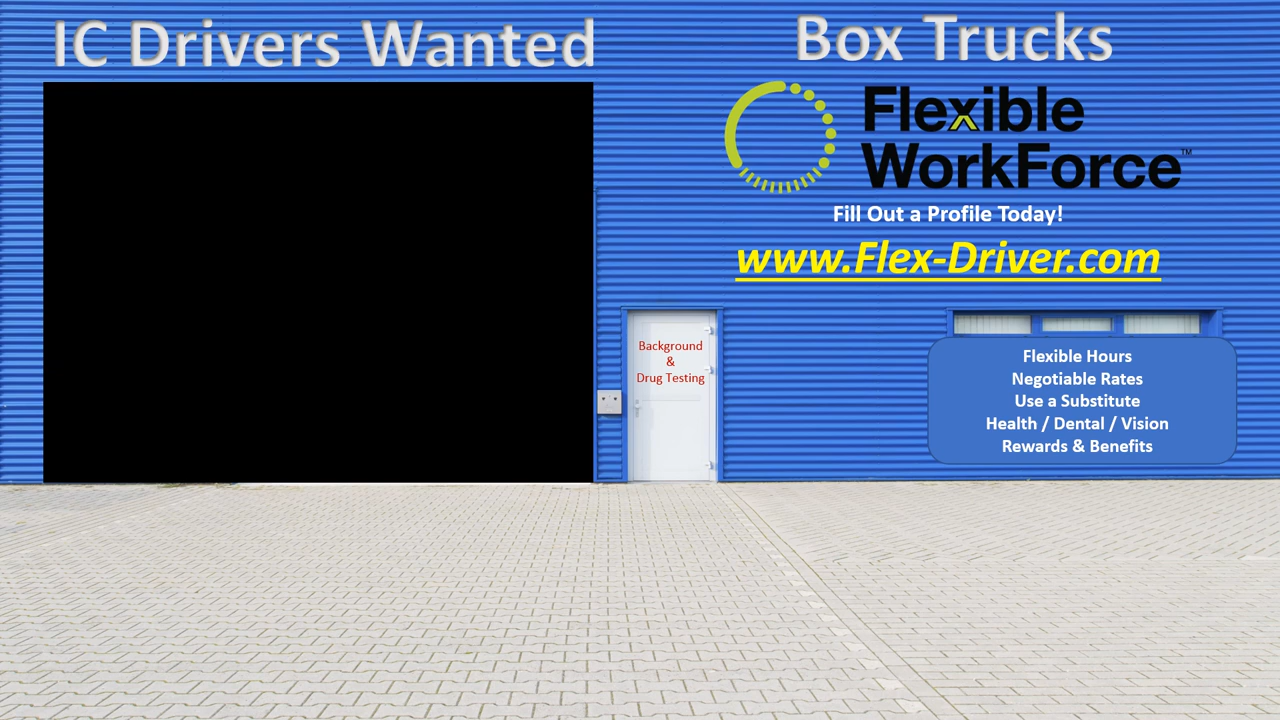 IC Drivers Wanted
Box Trucks
Flexible
WorkForce™
Fill Out a Profile Today!
www.Flex-Driver.com
Background
&
Drug Testing
Flexible Hours
Negotiable Rates
Use a Substitute
Health / Dental / Vision
Rewards & Benefits